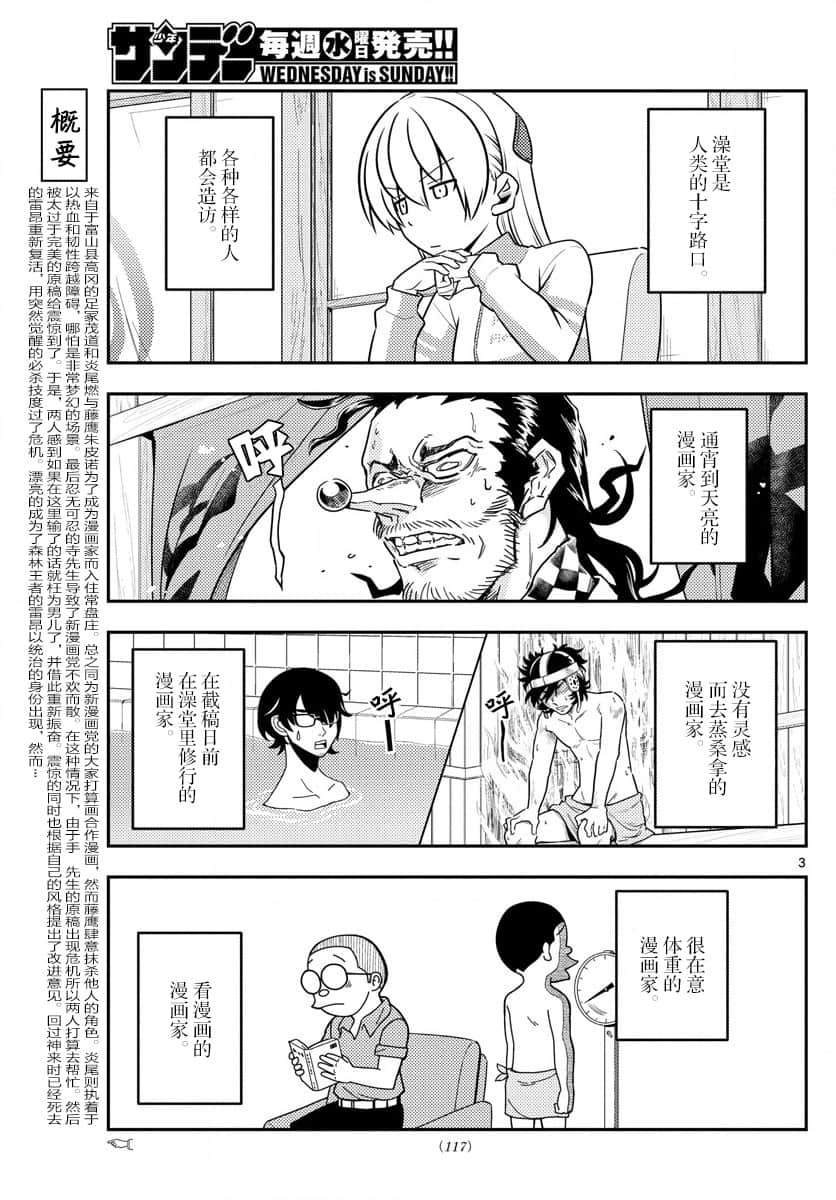 少年サンデー 毎週水曜日発売!!
WEDNESDAY is SUNDAY!!
概要
来自于富山县高冈的足冢茂道和炎尾燃与藤鹰朱皮诺为了成为漫画家而入住常盘庄。总之同为新漫画党的大家打算画合作漫画，然而藤鹰肆意抹杀他人的角色。炎尾则执着于
以热血和韧性跨越障碍，哪怕是非常梦幻的场景。最后忍无可忍的寺先生导致了新漫画党不欢而散。在这种情况下，由于手 先生的原稿出现危机所以两人打算去帮忙。然后
被太过于完美的原稿给震惊到了。于是，两人感到如果在这里输了的话就枉为男儿了，并借此重新振奋。震惊的同时也根据自己的风格提出了改进意见。回过神来时已经死去
的雷昂重新复活，用突然觉醒的必杀技度过了危机。漂亮的成为了森林王者的雷昂以统治的身份出现，然而…
澡堂是
人类的十字路口。
各种各样的人
都会造访。
通宵到天亮的
漫画家。
呼
没有灵感
而去蒸桑拿的
漫画家。
呼
在截稿日前
在澡堂里修行的
漫画家。
呼
3
很在意
体重的
漫画家。
看漫画的
漫画家。
(117)